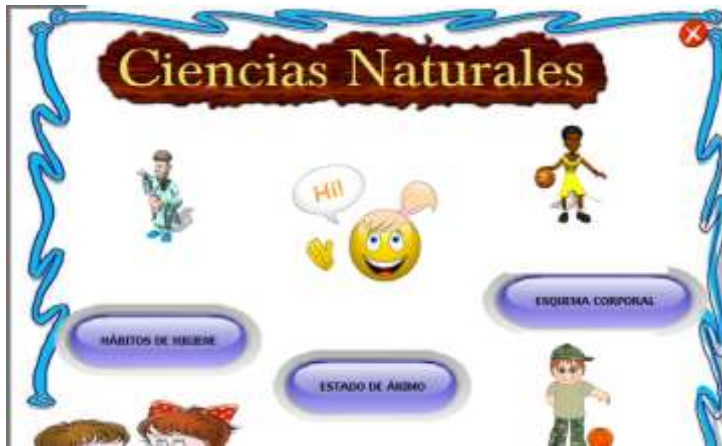 Ciencias Naturales
Hi!
ESQUEMA CORPORAL
HÁBITOS DE HIGIENE
ESTADO DE ÁNIMO